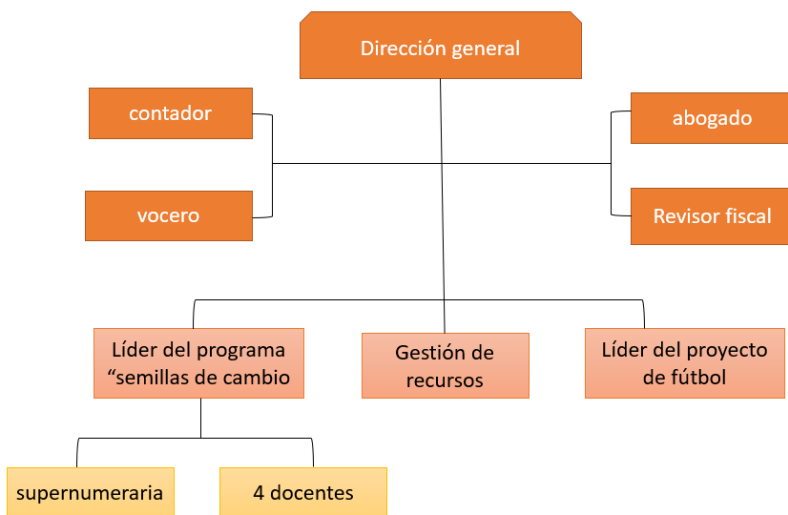 Dirección general
contador
abogado
vocero
Revisor fiscal
Líder del programa
“semillas de cambio
Gestión de
recursos
Líder del proyecto
de fútbol
supernumeraria
4 docentes